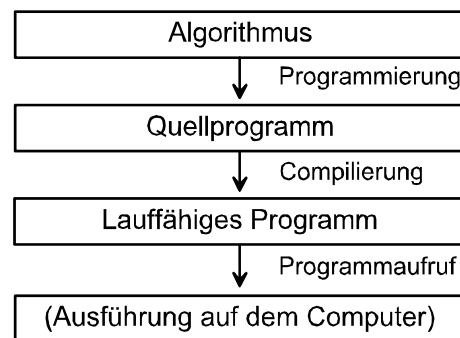 Algorithmus
Programmierung
Quellprogramm
Compilierung
Lauffähiges Programm
Programmaufruf
(Ausführung auf dem Computer)